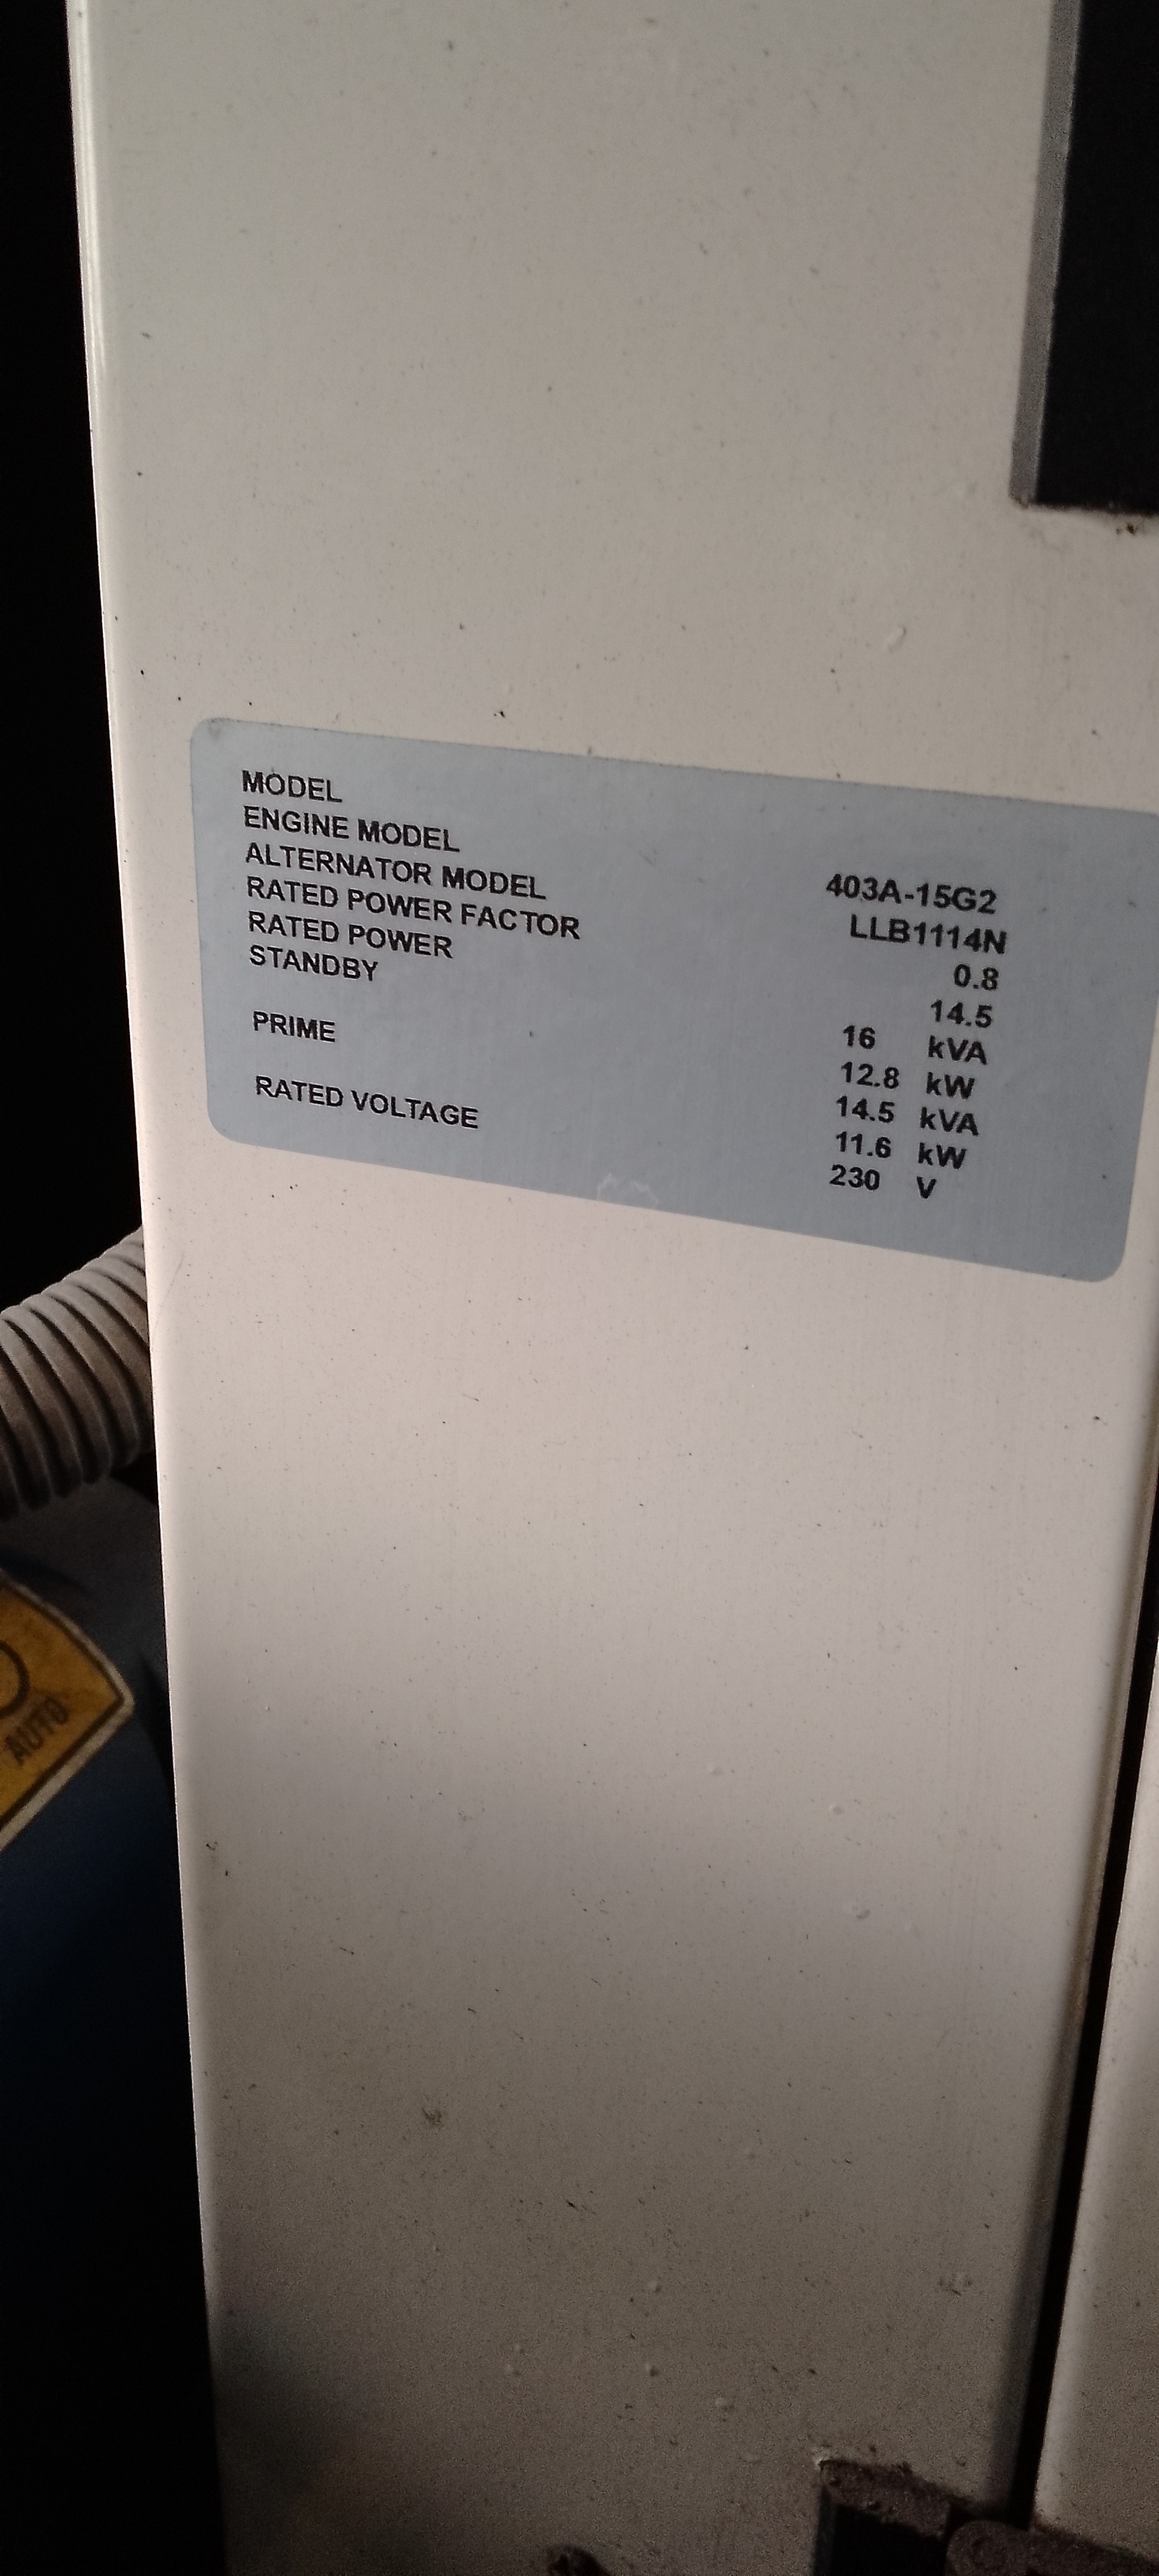 MODEL
ENGINE MODEL 403A-15G2
ALTERNATOR MODEL LLB1114N
RATED POWER FACTOR 0.8
RATED POWER 14.5
STANDBY 16 kVA
12.8 kW
PRIME 14.5 kVA
11.6 kW
RATED VOLTAGE 230 V
AUTO